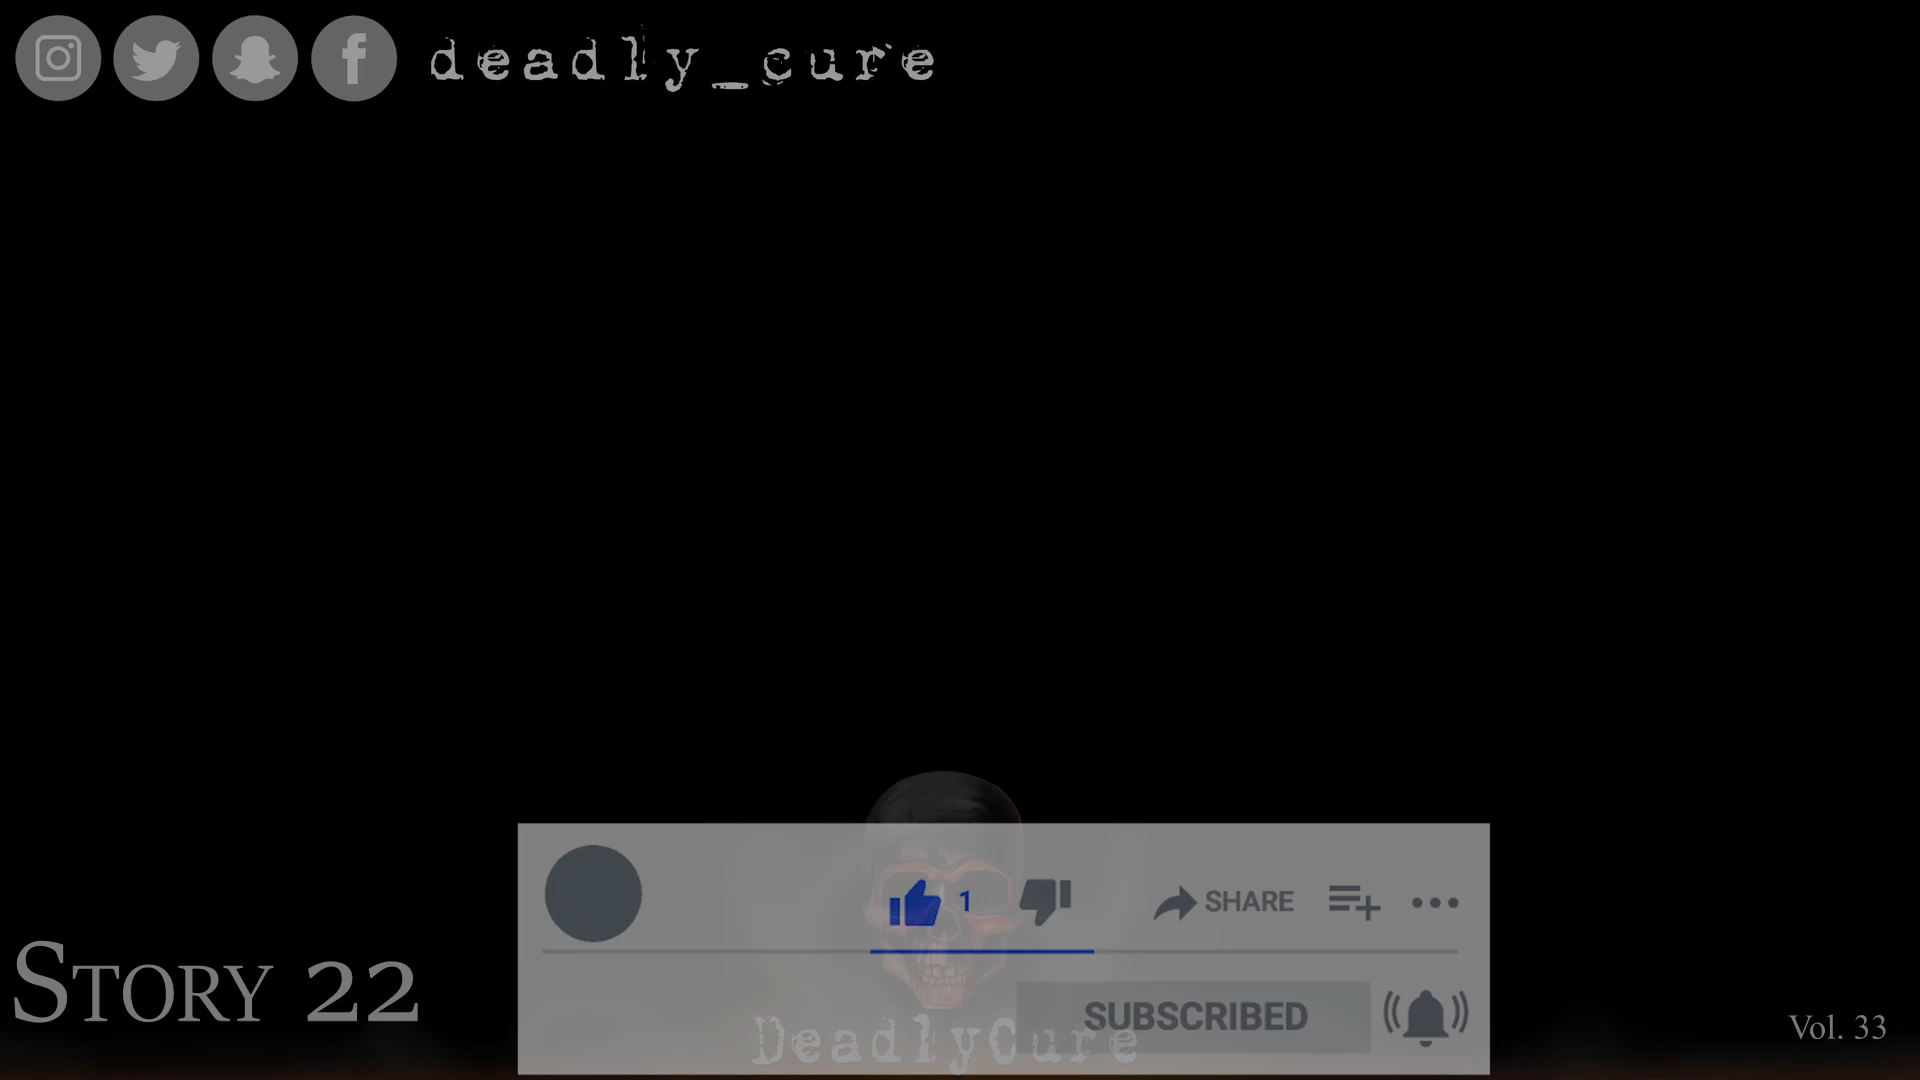 deadly_cure
1
SHARE
STORY 22
SUBSCRIBED
DeadlyCure
Vol. 33